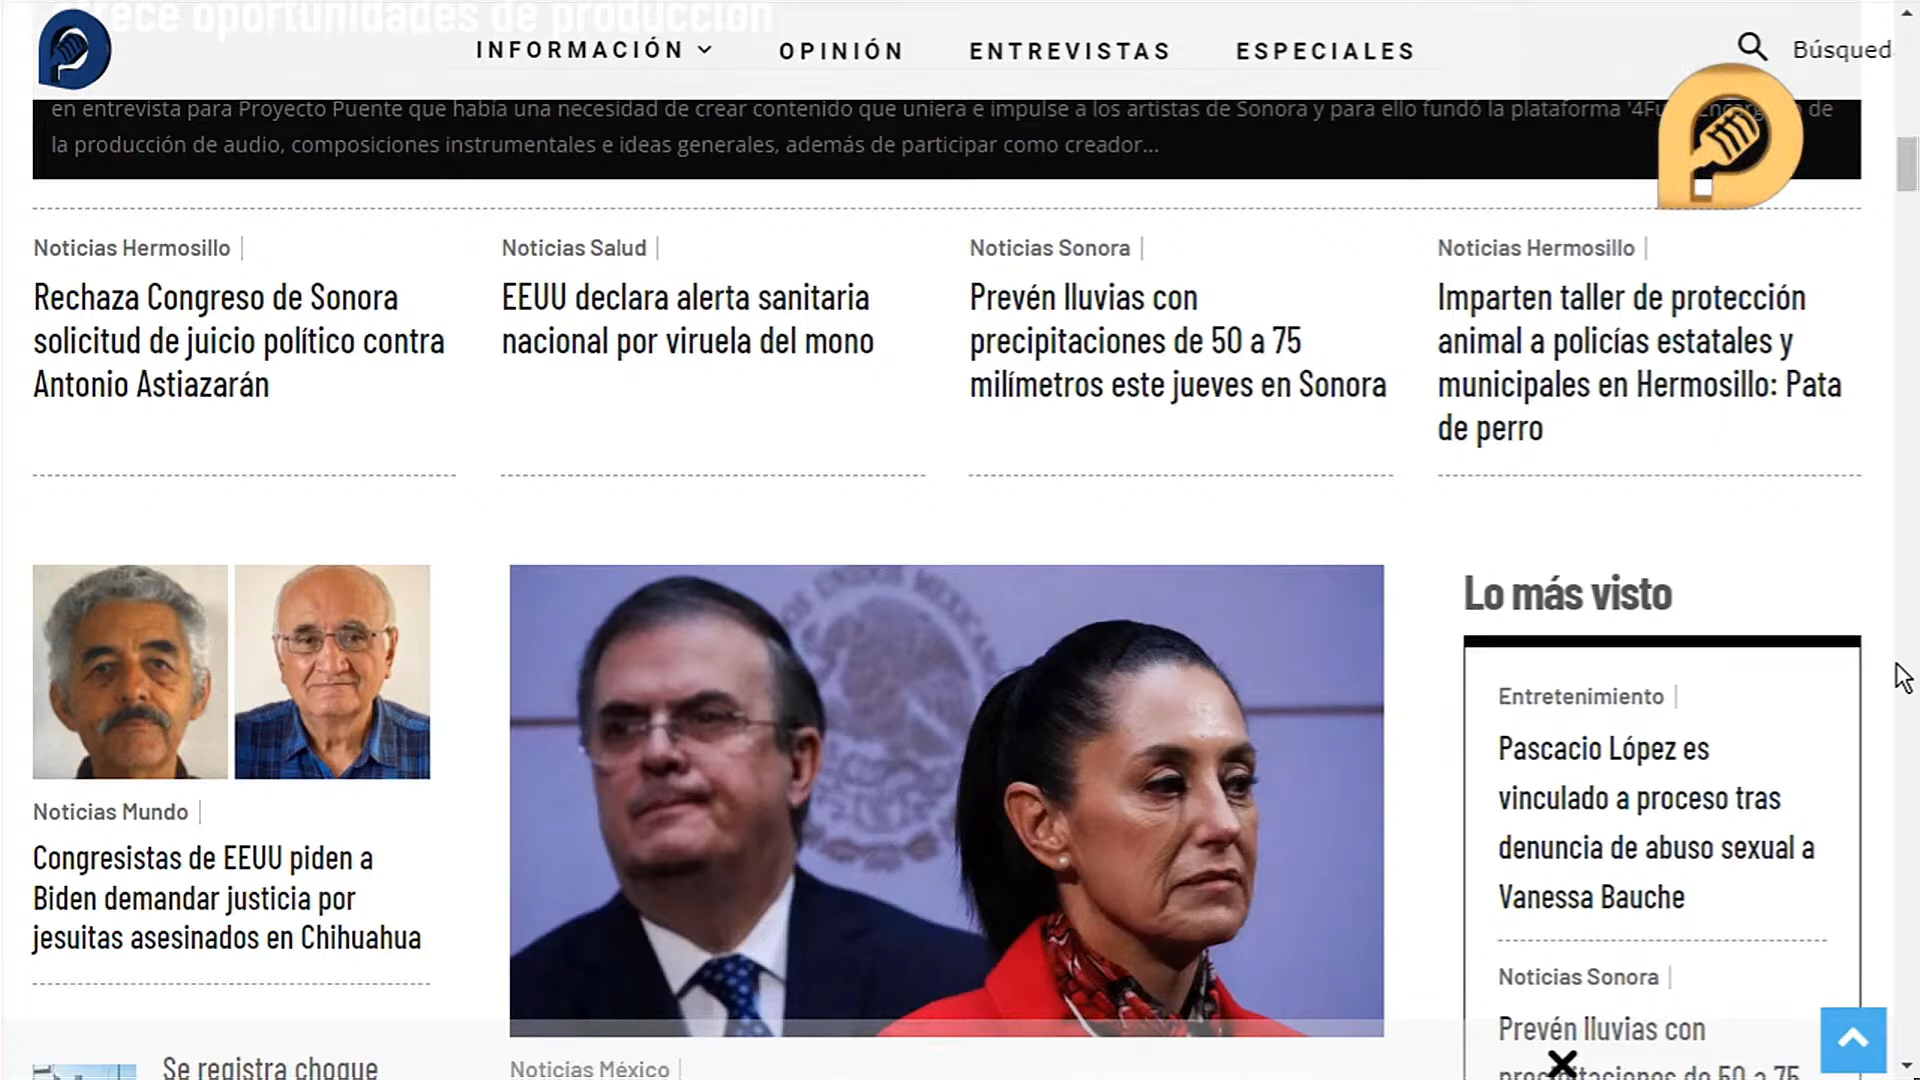 ofrece oportunidades de producción
INFORMACIÓN
OPINIÓN
ENTREVISTAS
ESPECIALES
Búsqued
en entrevista para Proyecto Puente que había una necesidad de crear contenido que uniera e impulse a los artistas de Sonora y para ello fundó la plataforma de
la producción de audio, composiciones instrumentales e ideas generales, además de participar como creador...
Noticias Hermosillo
Rechaza Congreso de Sonora
solicitud de juicio político contra
Antonio Astiazarán
Noticias Salud
EEUU declara alerta sanitaria
nacional por viruela del mono
Noticias Sonora
Prevén lluvias con
precipitaciones de 50 a 75
milímetros este jueves en Sonora
Noticias Hermosillo
Imparten taller de protección
animal a policías estatales y
municipales en Hermosillo: Pata
de perro
Noticias Mundo
Congresistas de EEUU piden a
Biden demandar justicia por
jesuitas asesinados en Chihuahua
Se registra choque
Noticias México
Lo más visto
Entretenimiento
Pascacio López es
vinculado a proceso tras
denuncia de abuso sexual a
Vanessa Bauche
Noticias Sonora
Prevén lluvias con
precipitaciones de 50 a 75